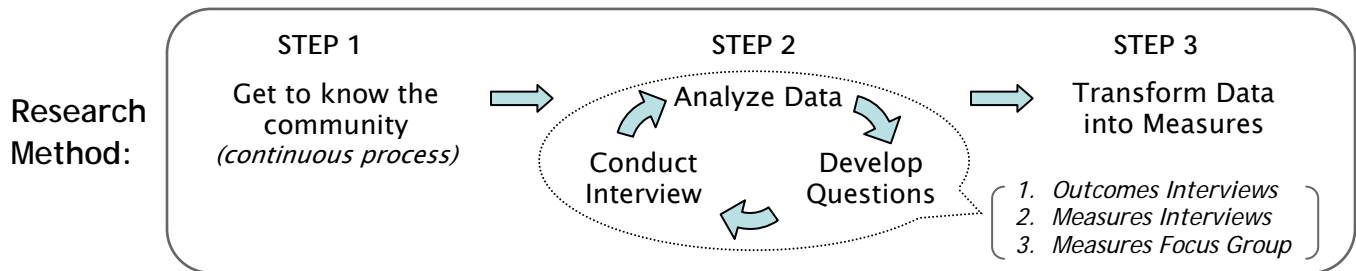 Research
Method:
STEP 1
Get to know the
community
(continuous process)
STEP 2
Analyze Data
Develop
Questions
Conduct
Interview
STEP 3
Transform Data
into Measures
1. Outcomes Interviews
2. Measures Interviews
3. Measures Focus Group